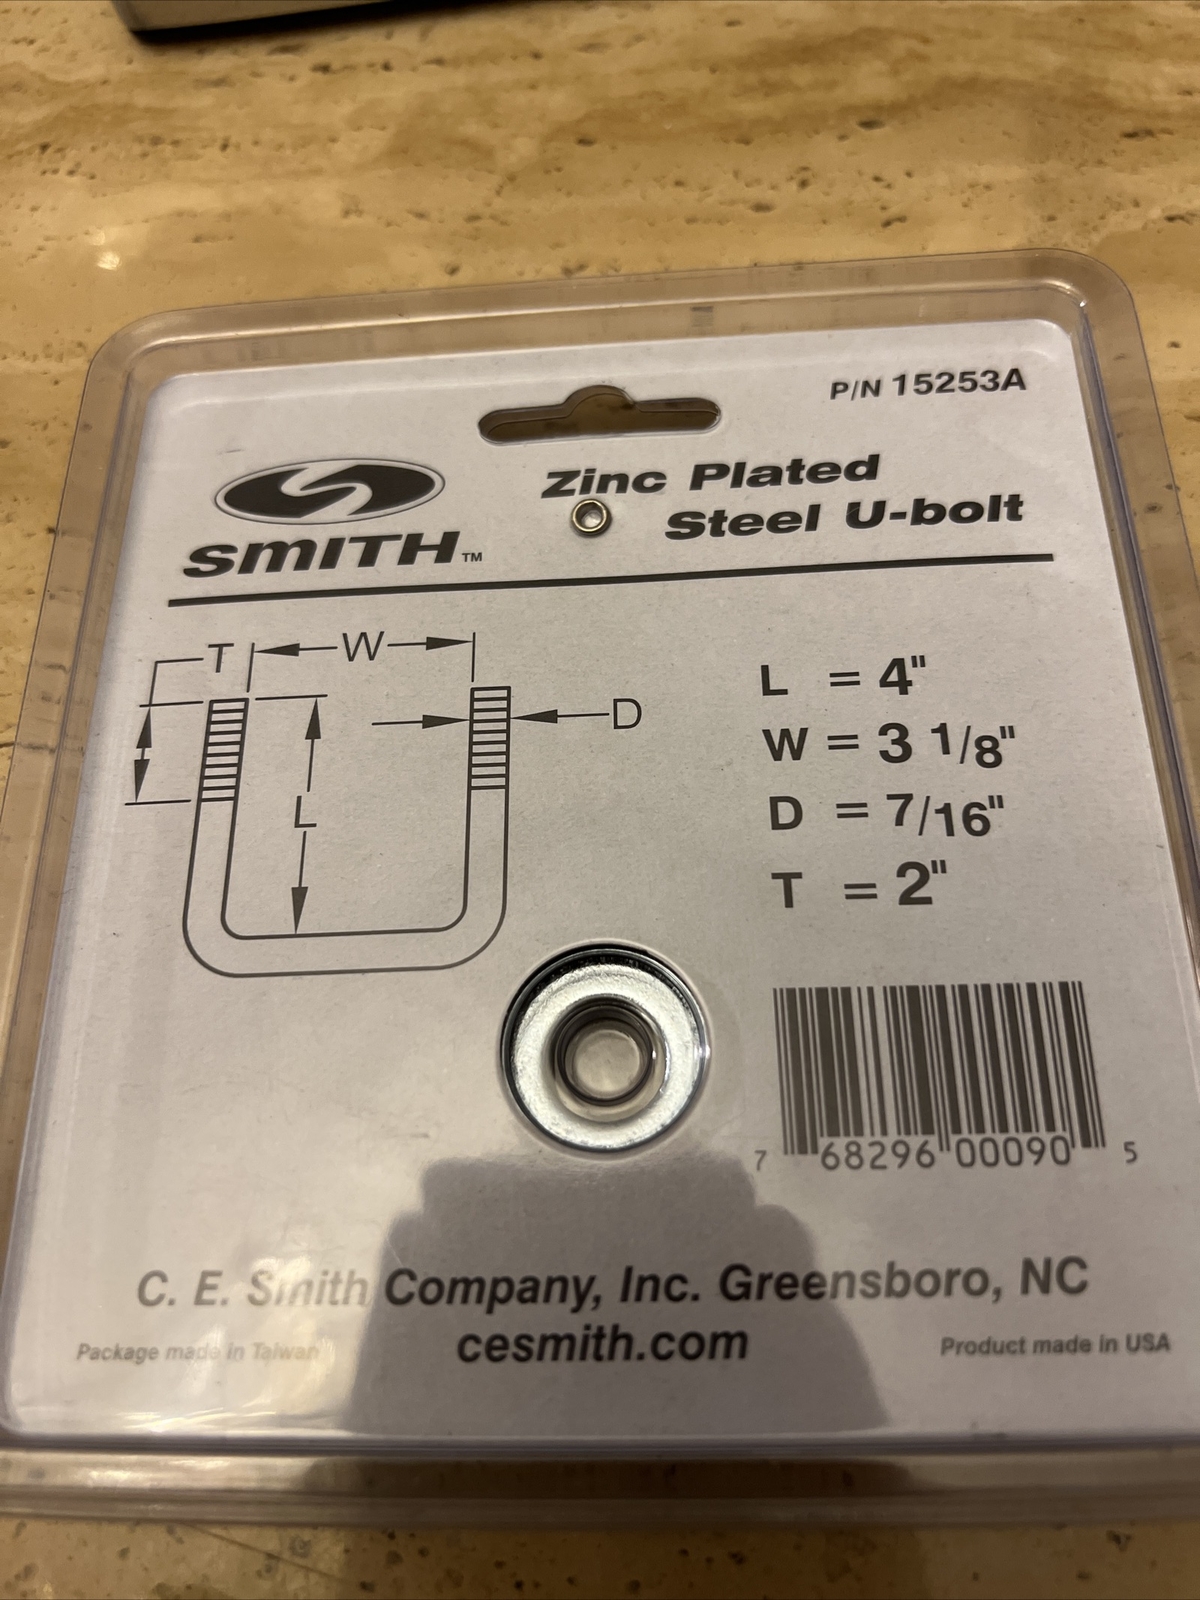 P/N 15253A
SMITH™
Zinc Plated
Steel U-bolt
T
W
D
L
L = 4"
W = 3 1/8"
D = 7/16"
T = 2"
7 68296 00090 5
C. E. Smith Company, Inc. Greensboro, NC
cesmith.com
Package made in Taiwan
Product made in USA